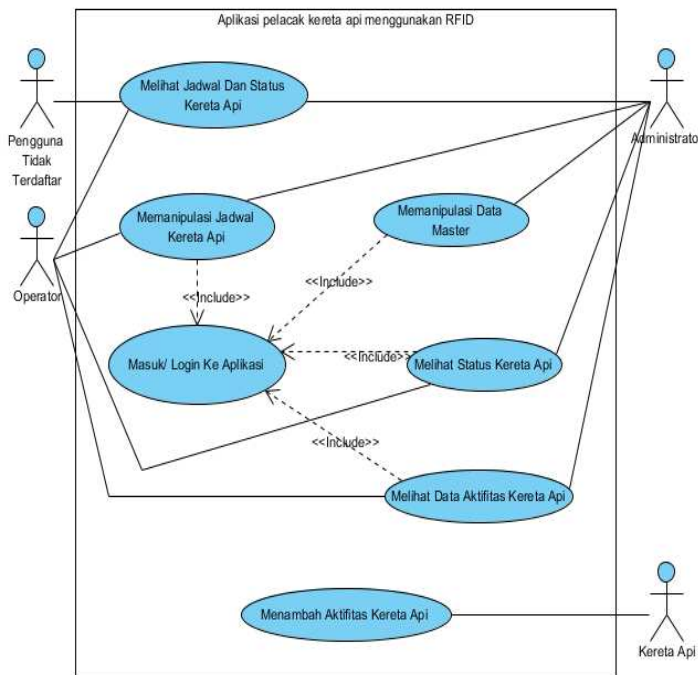 Aplikasi pelacak kereta api menggunakan RFID
Melihat Jadwal Dan Status
Kereta Api
Pengguna
Tidak
Terdaftar
Administrato
Memanipulasi Jadwal
Kereta Api
Memanipulasi Data
Master
Operator
<<Include>>
<<Include>>
Masuk/ Login Ke Aplikasi
<<Include>>
Melihat Status Kereta Api
<<Include>>
Melihat Data Aktifitas Kereta Api
Menambah Aktifitas Kereta Api
Kereta Api